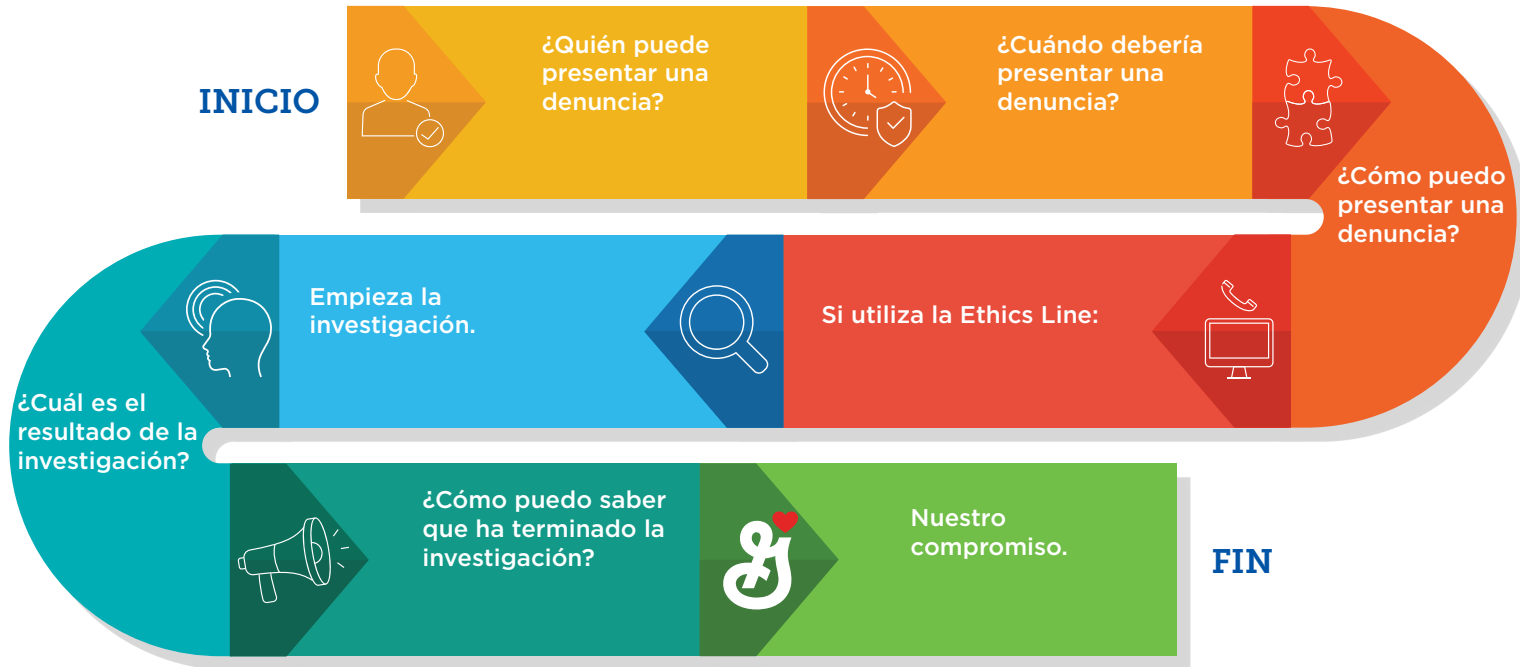 INICIO
¿Quién puede
presentar una
denuncia?
¿Cuándo debería
presentar una
denuncia?
¿Cómo puedo
presentar una
denuncia?
Si utiliza la Ethics Line:
Empieza la
investigación.
¿Cuál es el
resultado de la
investigación?
¿Cómo puedo saber
que ha terminado la
investigación?
G
Nuestro
compromiso.
FIN